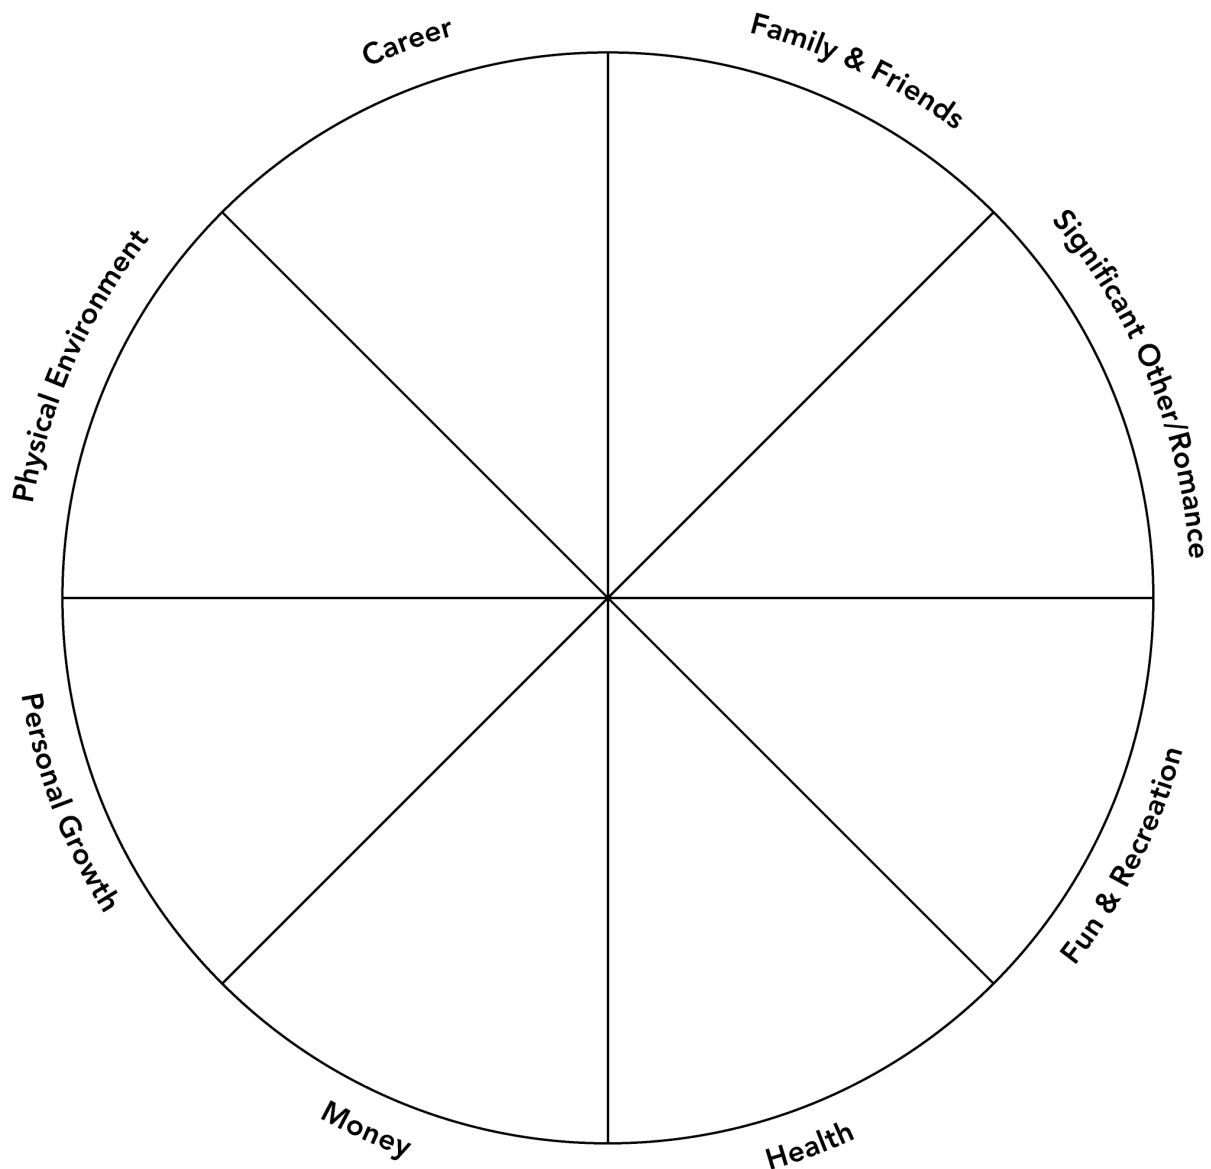 Career
Family & Friends
Significant Other/Romance
Fun & Recreation
Health
Money
Personal Growth
Physical Environment